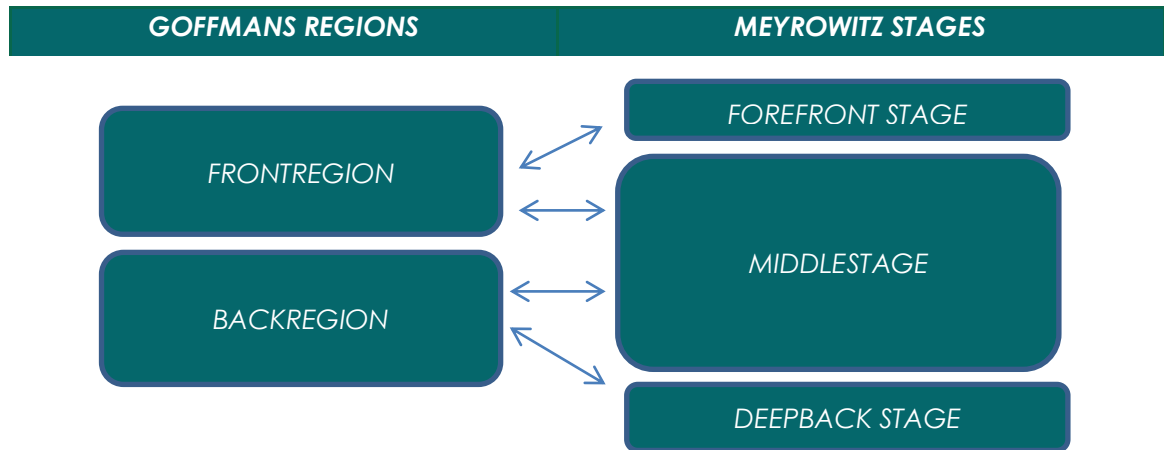 GOFFMANS REGIONS
MEYROWITZ STAGES
FRONTREGION
BACKREGION
FOREFRONT STAGE
MIDDLESTAGE
DEEPBACK STAGE